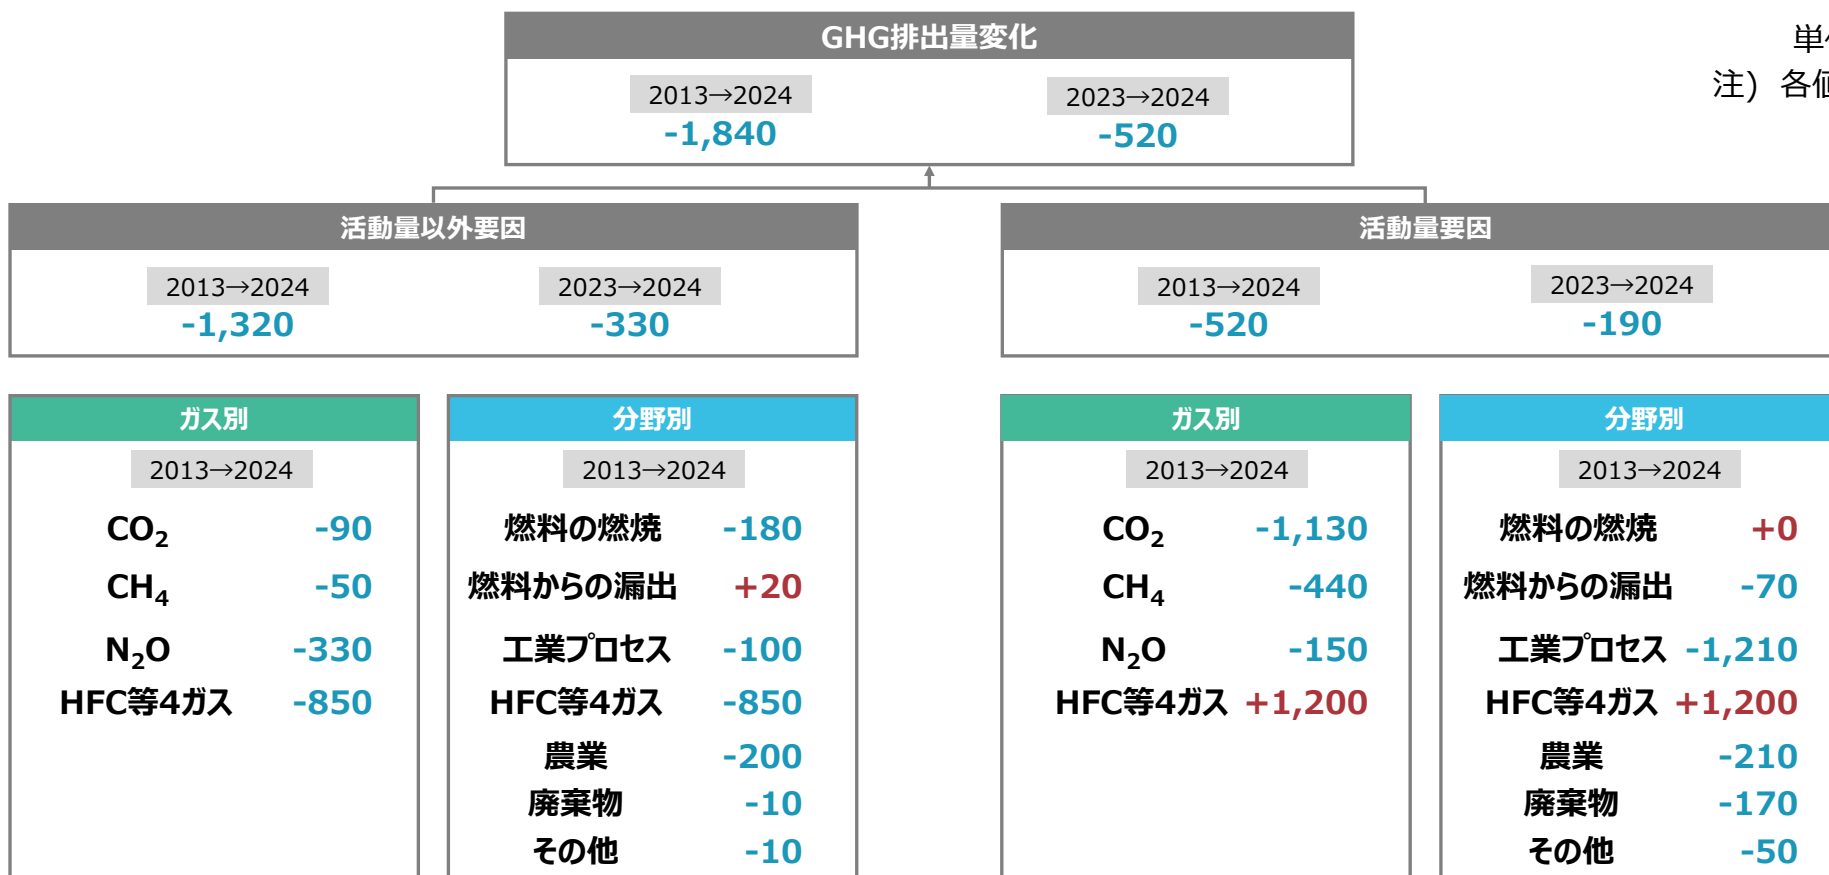 GHG排出量変化
2013→2024 2023→2024
-1,840 -520
単
注) 各
活動量以外要因
2013→2024 2023→2024
-1,320 -330
活動量要因
2013→2024 2023→2024
-520 -190
ガス別
2013→2024
CO₂ -90
CH₄ -50
N₂O -330
HFC等4ガス -850
分野別
2013→2024
燃料の燃焼 -180
燃料からの漏出 +20
工業プロセス -100
HFC等4ガス -850
農業 -200
廃棄物 -10
その他 -10
ガス別
2013→2024
CO₂ -1,130
CH₄ -440
N₂O -150
HFC等4ガス +1,200
分野別
2013→2024
燃料の燃焼 +0
燃料からの漏出 -70
工業プロセス -1,210
HFC等4ガス +1,200
農業 -210
廃棄物 -170
その他 -50